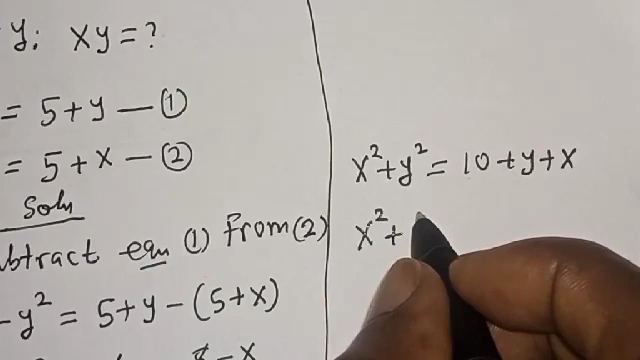 y; xy = ?
= 5+y — ①
= 5+x — ②
Soln
btract eqn (1) From (2)
- y² = 5+y - (5+x)
- x
x² + y² = 10 + y + x
x² +